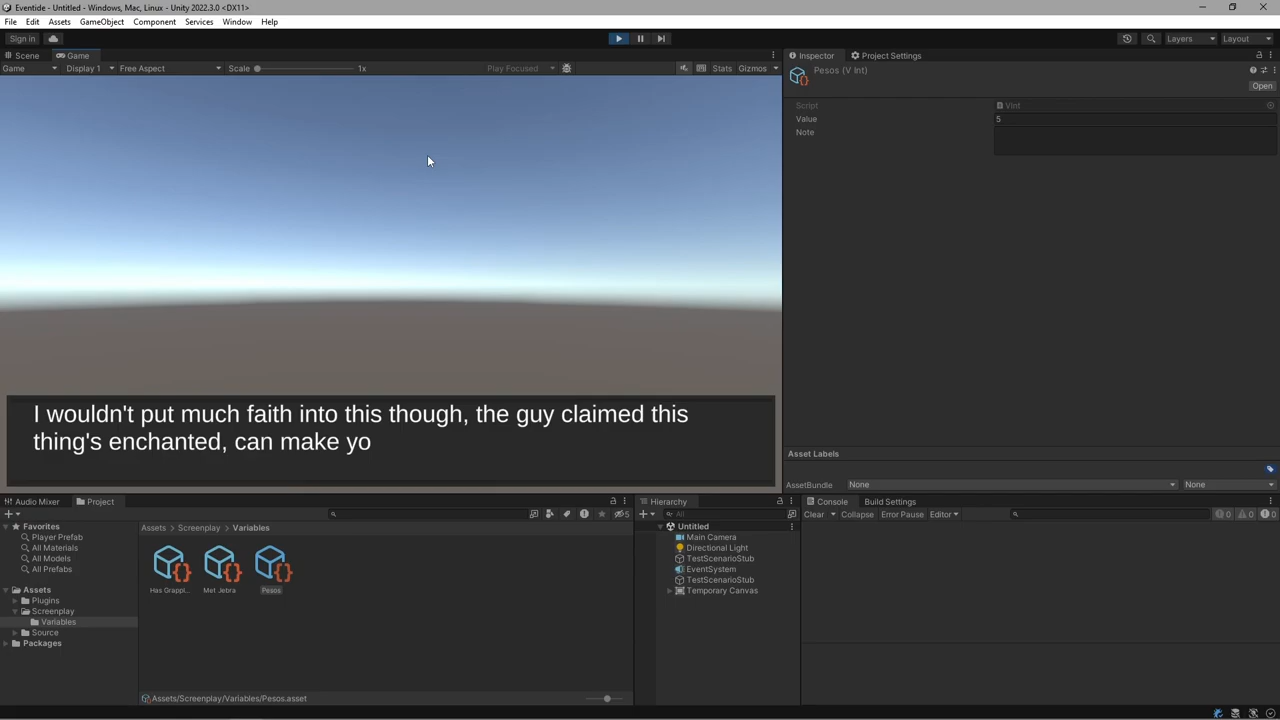 Eventide - Untitled - Windows, Mac, Linux - Unity 2022.3.0 <DX11>
File Edit Assets GameObject Component Services Window Help
Sign in
Layers Layout
Scene Game
Game Display 1 Free Aspect Scale 1x Play Focused Stats Gizmos
Inspector Project Settings
Pesos (V Int)
Open
Script VInt
Value 5
Note
I wouldn't put much faith into this though, the guy claimed this
thing's enchanted, can make yo
Asset Labels
AssetBundle None None
Audio Mixer Project
5
Favorites
Player Prefab
All Materials
All Models
All Prefabs
Assets
Plugins
Screenplay
Variables
Source
Packages
Assets > Screenplay > Variables
Has Grappl...
Met Jebra
Pesos
Assets/Screenplay/Variables/Pesos.asset
Hierarchy
All
Untitled
Main Camera
Directional Light
TestScenarioStub
EventSystem
TestScenarioStub
Temporary Canvas
Console Build Settings
Clear Collapse Error Pause Editor 0 0 0